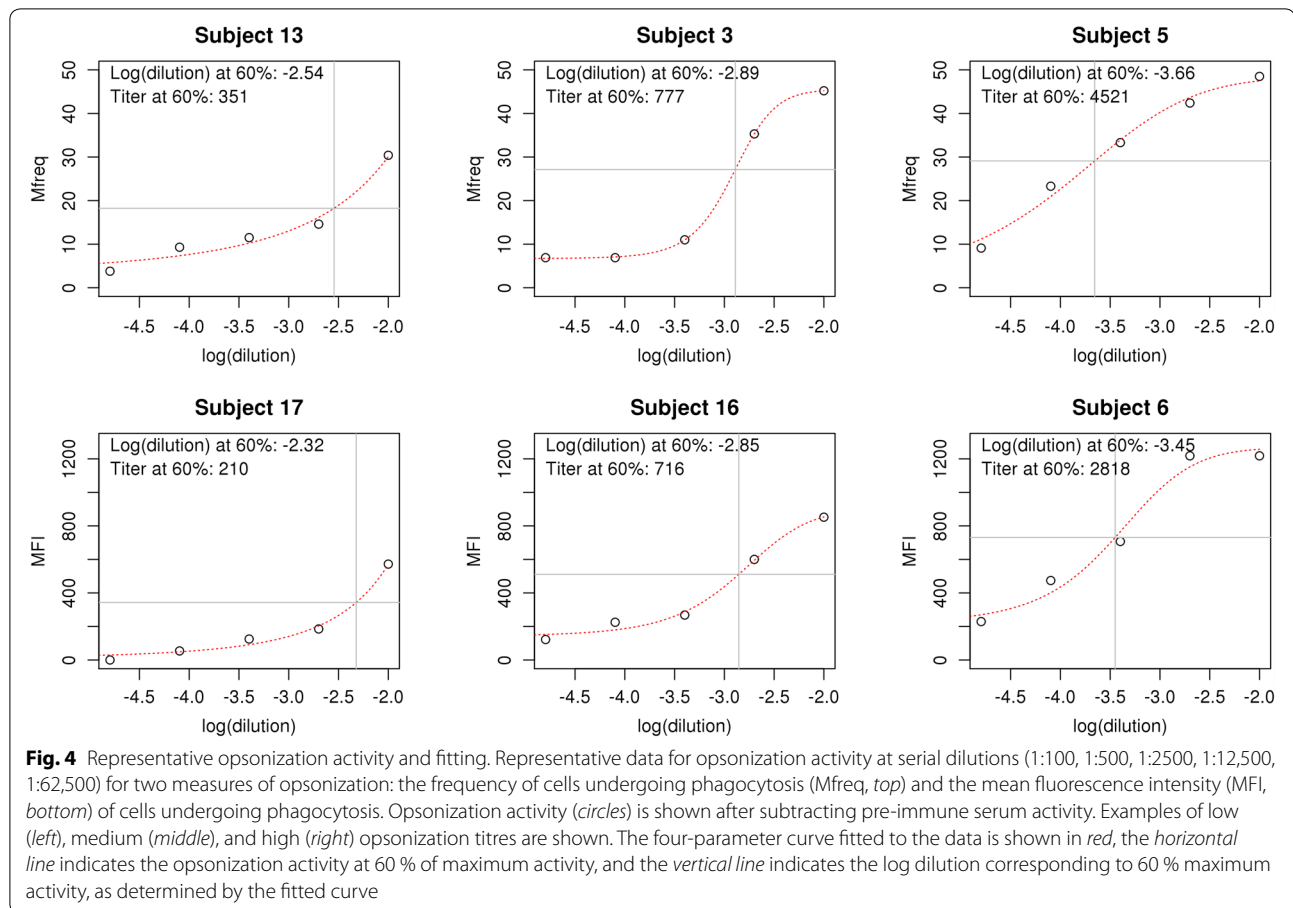 Subject 13
Log(dilution) at 60%: -2.54
Titer at 60%: 351
50
40
30
20
10
0
Mfreq
-4.5 -4.0 -3.5 -3.0 -2.5 -2.0
log(dilution)
Subject 3
Log(dilution) at 60%: -2.89
Titer at 60%: 777
50
40
30
20
10
0
Mfreq
-4.5 -4.0 -3.5 -3.0 -2.5 -2.0
log(dilution)
Subject 5
Log(dilution) at 60%: -3.66
Titer at 60%: 4521
50
40
30
20
10
0
Mfreq
-4.5 -4.0 -3.5 -3.0 -2.5 -2.0
log(dilution)
Subject 17
Log(dilution) at 60%: -2.32
Titer at 60%: 210
1200
800
400
0
MFI
-4.5 -4.0 -3.5 -3.0 -2.5 -2.0
log(dilution)
Subject 16
Log(dilution) at 60%: -2.85
Titer at 60%: 716
1200
800
400
0
MFI
-4.5 -4.0 -3.5 -3.0 -2.5 -2.0
log(dilution)
Subject 6
Log(dilution) at 60%: -3.45
Titer at 60%: 2818
1200
800
400
0
MFI
-4.5 -4.0 -3.5 -3.0 -2.5 -2.0
log(dilution)
Fig. 4 Representative opsonization activity and fitting. Representative data for opsonization activity at serial dilutions (1:100, 1:500, 1:2500, 1:12,500,
1:62,500) for two measures of opsonization: the frequency of cells undergoing phagocytosis (Mfreq, top) and the mean fluorescence intensity (MFI,
bottom) of cells undergoing phagocytosis. Opsonization activity (circles) is shown after subtracting pre-immune serum activity. Examples of low
(left), medium (middle), and high (right) opsonization titres are shown. The four-parameter curve fitted to the data is shown in red, the horizontal
line indicates the opsonization activity at 60 % of maximum activity, and the vertical line indicates the log dilution corresponding to 60 % maximum
activity, as determined by the fitted curve